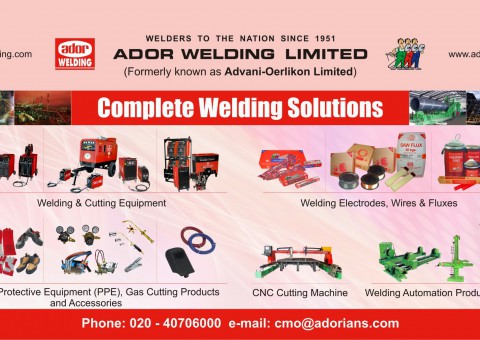 WELDERS TO THE NATION SINCE 1951
ding.com
ador
WELDING
ADOR WELDING LIMITED
www.ad
(Formerly known as Advani-Oerlikon Limited)
Complete Welding Solutions
SAW FLUX
Welding & Cutting Equipment
Welding Electrodes, Wires & Fluxes
Protective Equipment (PPE), Gas Cutting Products
and Accessories
CNC Cutting Machine
Welding Automation Produ
Phone: 020 - 40706000 e-mail: cmo@adorians.com